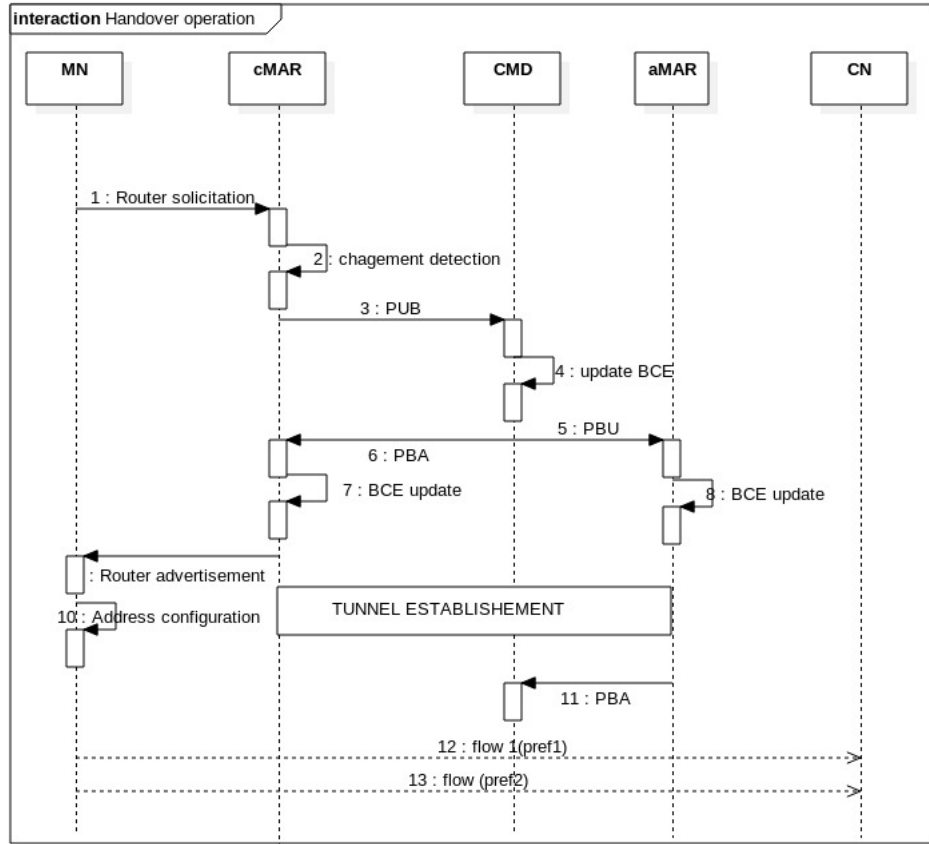 interaction Handover operation
MN
cMAR
CMD
aMAR
CN
1 : Router solicitation
2 : chagement detection
3 : PUB
4 : update BCE
5 : PBU
6 : PBA
7 : BCE update
8 : BCE update
: Router advertisement
TUNNEL ESTABLISHEMENT
10 : Address configuration
11 : PBA
12 : flow 1(pref1)
13 : flow (pref2)